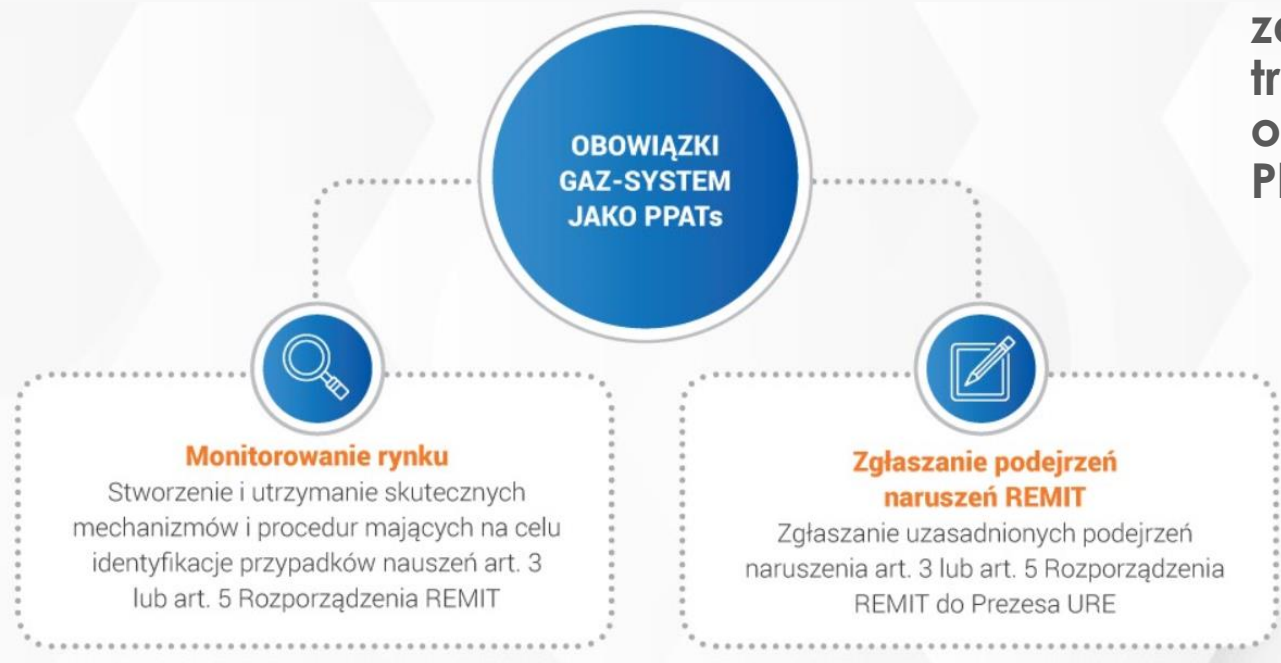 OBOWIĄZKI
GAZ-SYSTEM
JAKO PPATs
Monitorowanie rynku
Stworzenie i utrzymanie skutecznych
mechanizmów i procedur mających na celu
identyfikacje przypadków nauszeń art. 3
lub art. 5 Rozporządzenia REMIT
Zgłaszanie podejrzeń
naruszeń REMIT
Zgłaszanie uzasadnionych podejrzeń
naruszenia art. 3 lub art. 5 Rozporządzenia
REMIT do Prezesa URE